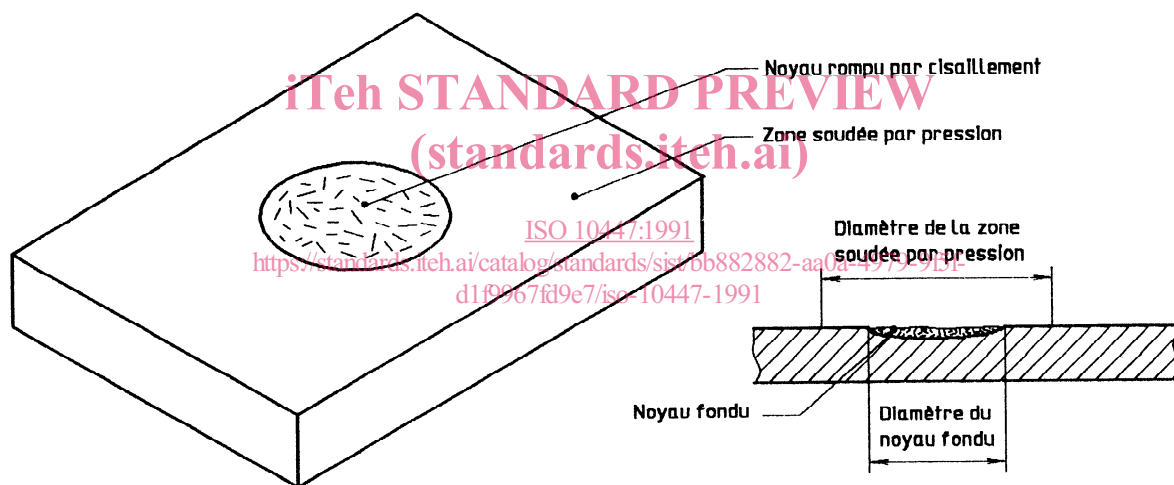 Noyau rompu par cisaillement
iTeh STANDARD PREVIEW
Zone soudée par pression
(standards.iteh.ai)
ISO 10447:1991
Diamètre de la zone
soudée par pression
https://standards.iteh.ai/catalog/standards/sist/bb882882-aa0a-4979-9f5f-
d1f9967fd9e7/iso-10447-1991
Noyau fondu
Diamètre du
noyau fondu